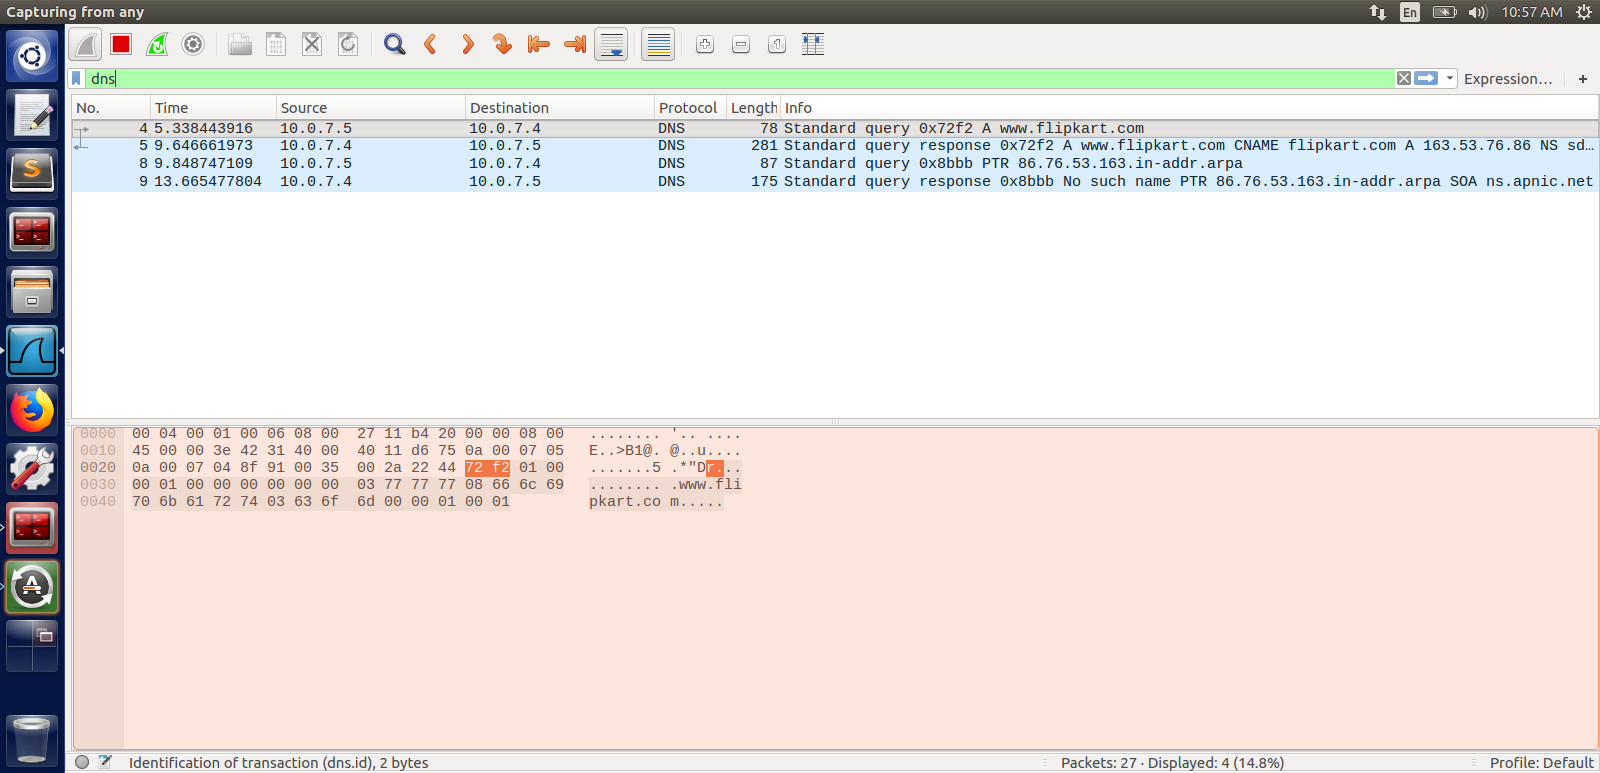 Capturing from any
En
10:57 AM
dns
Expression…
+
No. Time Source Destination Protocol Length Info
4 5.338443916 10.0.7.5 10.0.7.4 DNS 78 Standard query 0x72f2 A www.flipkart.com
5 9.646661973 10.0.7.4 10.0.7.5 DNS 281 Standard query response 0x72f2 A www.flipkart.com CNAME flipkart.com A 163.53.76.86 NS sd…
8 9.848747109 10.0.7.5 10.0.7.4 DNS 87 Standard query 0x8bbb PTR 86.76.53.163.in-addr.arpa
9 13.665477804 10.0.7.4 10.0.7.5 DNS 175 Standard query response 0x8bbb No such name PTR 86.76.53.163.in-addr.arpa SOA ns.apnic.net
0000 00 04 00 01 00 06 08 00 27 11 b4 20 00 00 08 00 ........ '.. ....
0010 45 00 00 3e 42 31 40 00 40 11 d6 75 0a 00 07 05 E..>B1@. @..u....
0020 0a 00 07 04 8f 91 00 35 00 2a 22 44 72 f2 01 00 .......5 .*"Dr...
0030 00 01 00 00 00 00 00 00 03 77 77 77 08 66 6c 69 ........ .www.fli
0040 70 6b 61 72 74 03 63 6f 6d 00 00 01 00 01 pkart.co m.....
Identification of transaction (dns.id), 2 bytes
Packets: 27 · Displayed: 4 (14.8%)
Profile: Default